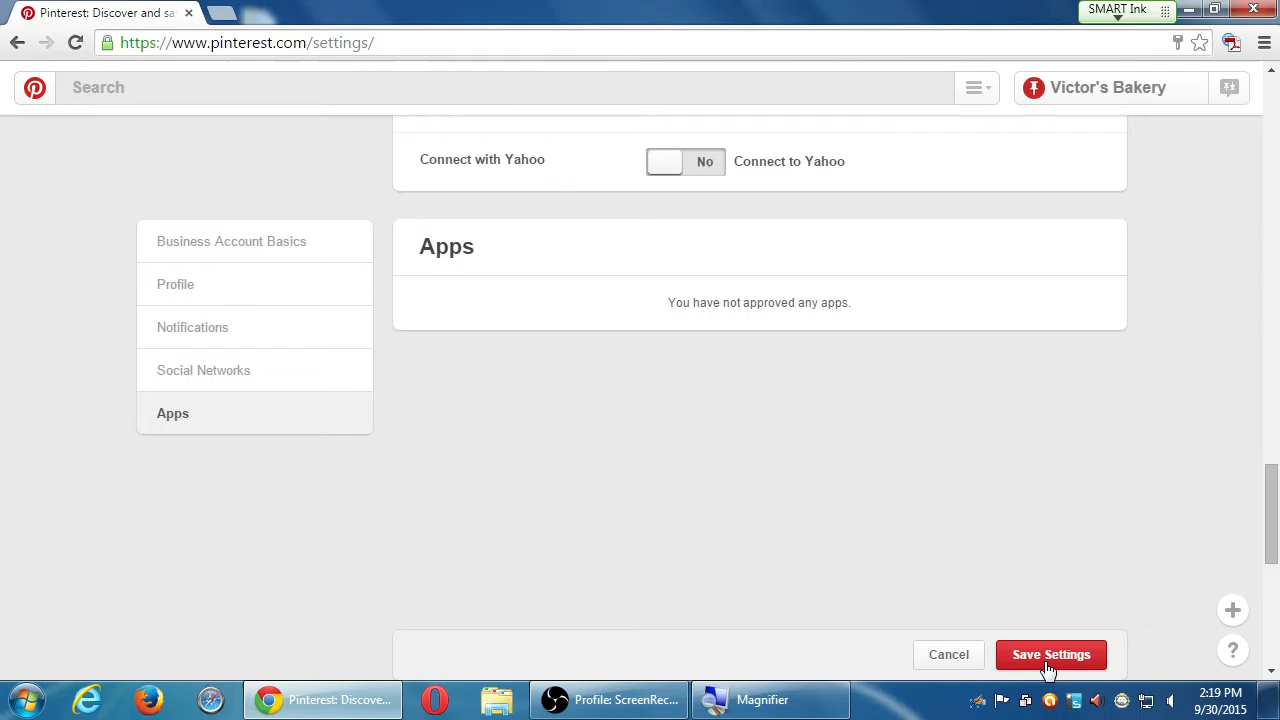 Pinterest: Discover and sa
SMART Ink
https://www.pinterest.com/settings/
Search
Victor's Bakery
Connect with Yahoo
No
Connect to Yahoo
Business Account Basics
Profile
Notifications
Social Networks
Apps
Apps
You have not approved any apps.
Cancel
Save Settings
?
Pinterest: Discove...
Profile: ScreenRec...
Magnifier
2:19 PM
9/30/2015